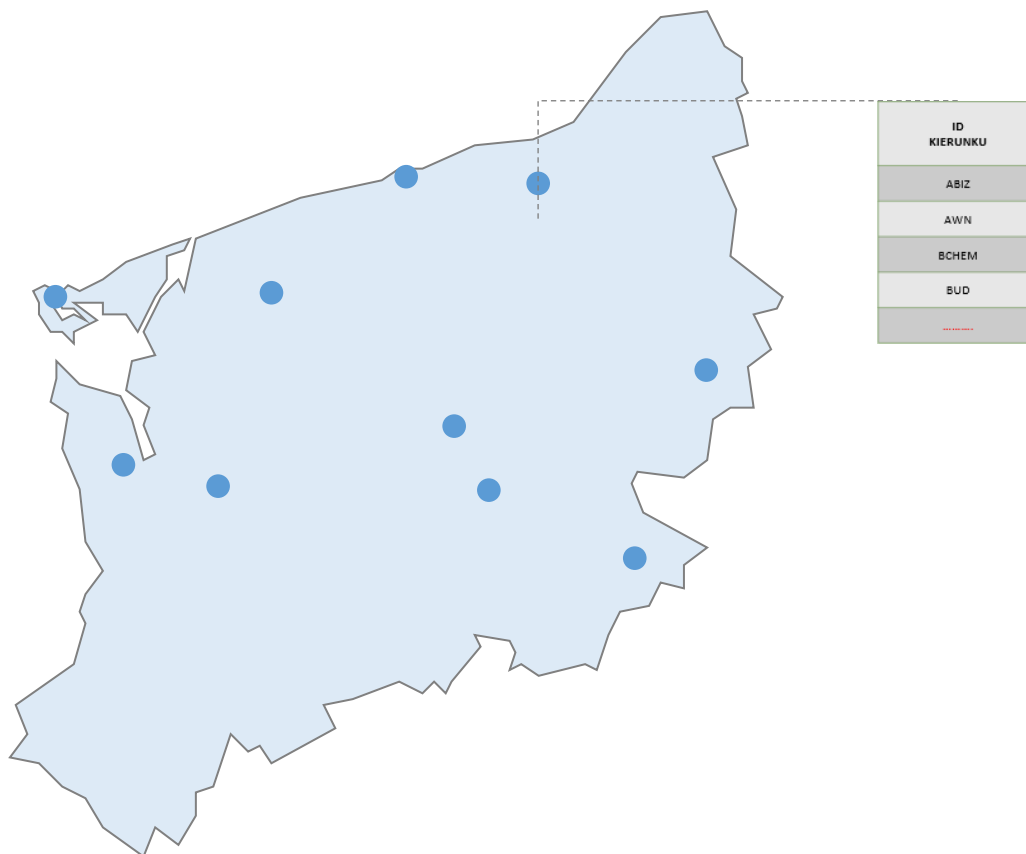 ID
KIERUNKU
ABIZ
AWN
BCHEM
BUD
..........